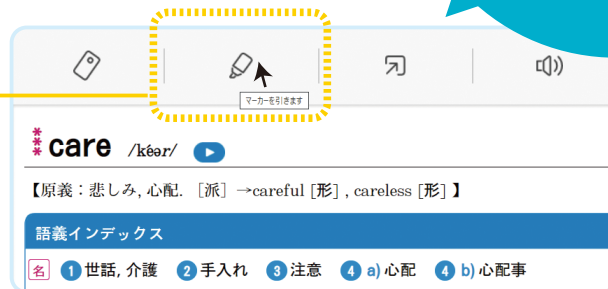 マーカーを引きます
*** care /kéər/
【原義：悲しみ, 心配. ［派］→careful [形] , careless [形] 】
語義インデックス
名 1 世話, 介護 2 手入れ 3 注意 4 a) 心配 4 b) 心配事